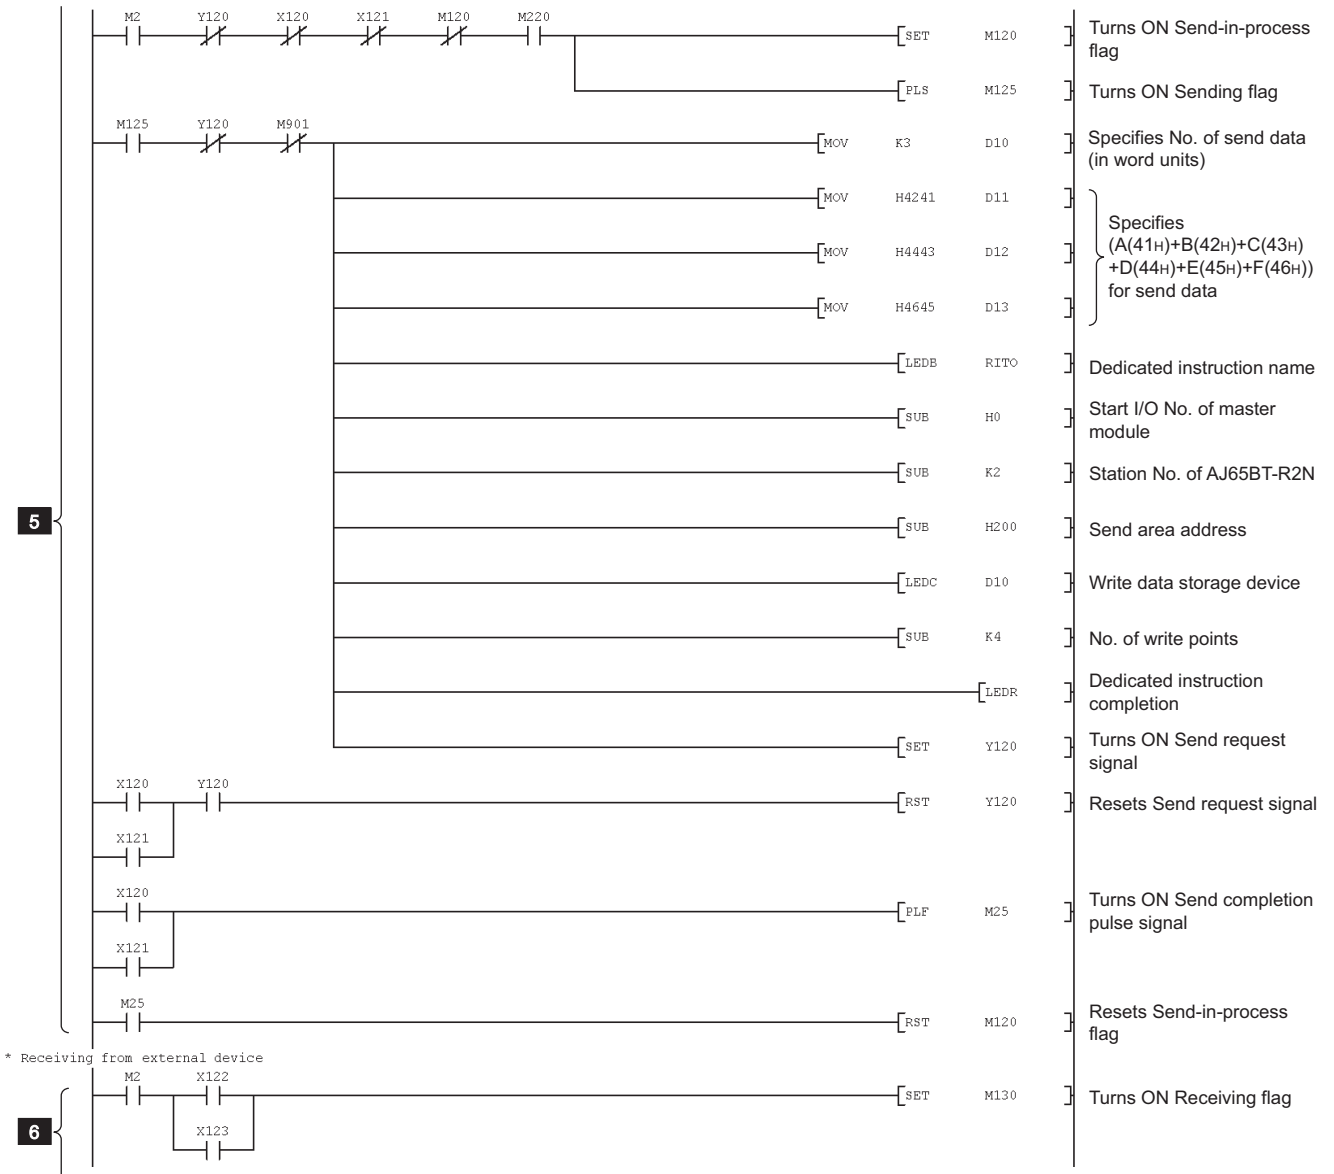 M2 Y120 X120 X121 M120 M220
SET M120
Turns ON Send-in-process
flag
PLS M125
Turns ON Sending flag
M125 Y120 M901
MOV K3 D10
Specifies No. of send data
(in word units)
MOV H4241 D11
MOV H4443 D12
MOV H4645 D13
Specifies
(A(41H)+B(42H)+C(43H)
+D(44H)+E(45H)+F(46H))
for send data
LEDB RITO
Dedicated instruction name
SUB H0
Start I/O No. of master
module
SUB K2
Station No. of AJ65BT-R2N
5
SUB H200
Send area address
LEDC D10
Write data storage device
SUB K4
No. of write points
LEDR
Dedicated instruction
completion
SET Y120
Turns ON Send request
signal
X120 Y120
RST Y120
Resets Send request signal
X121
X120
PLF M25
Turns ON Send completion
pulse signal
X121
M25
RST M120
Resets Send-in-process
flag
* Receiving from external device
M2 X122
SET M130
Turns ON Receiving flag
6
X123